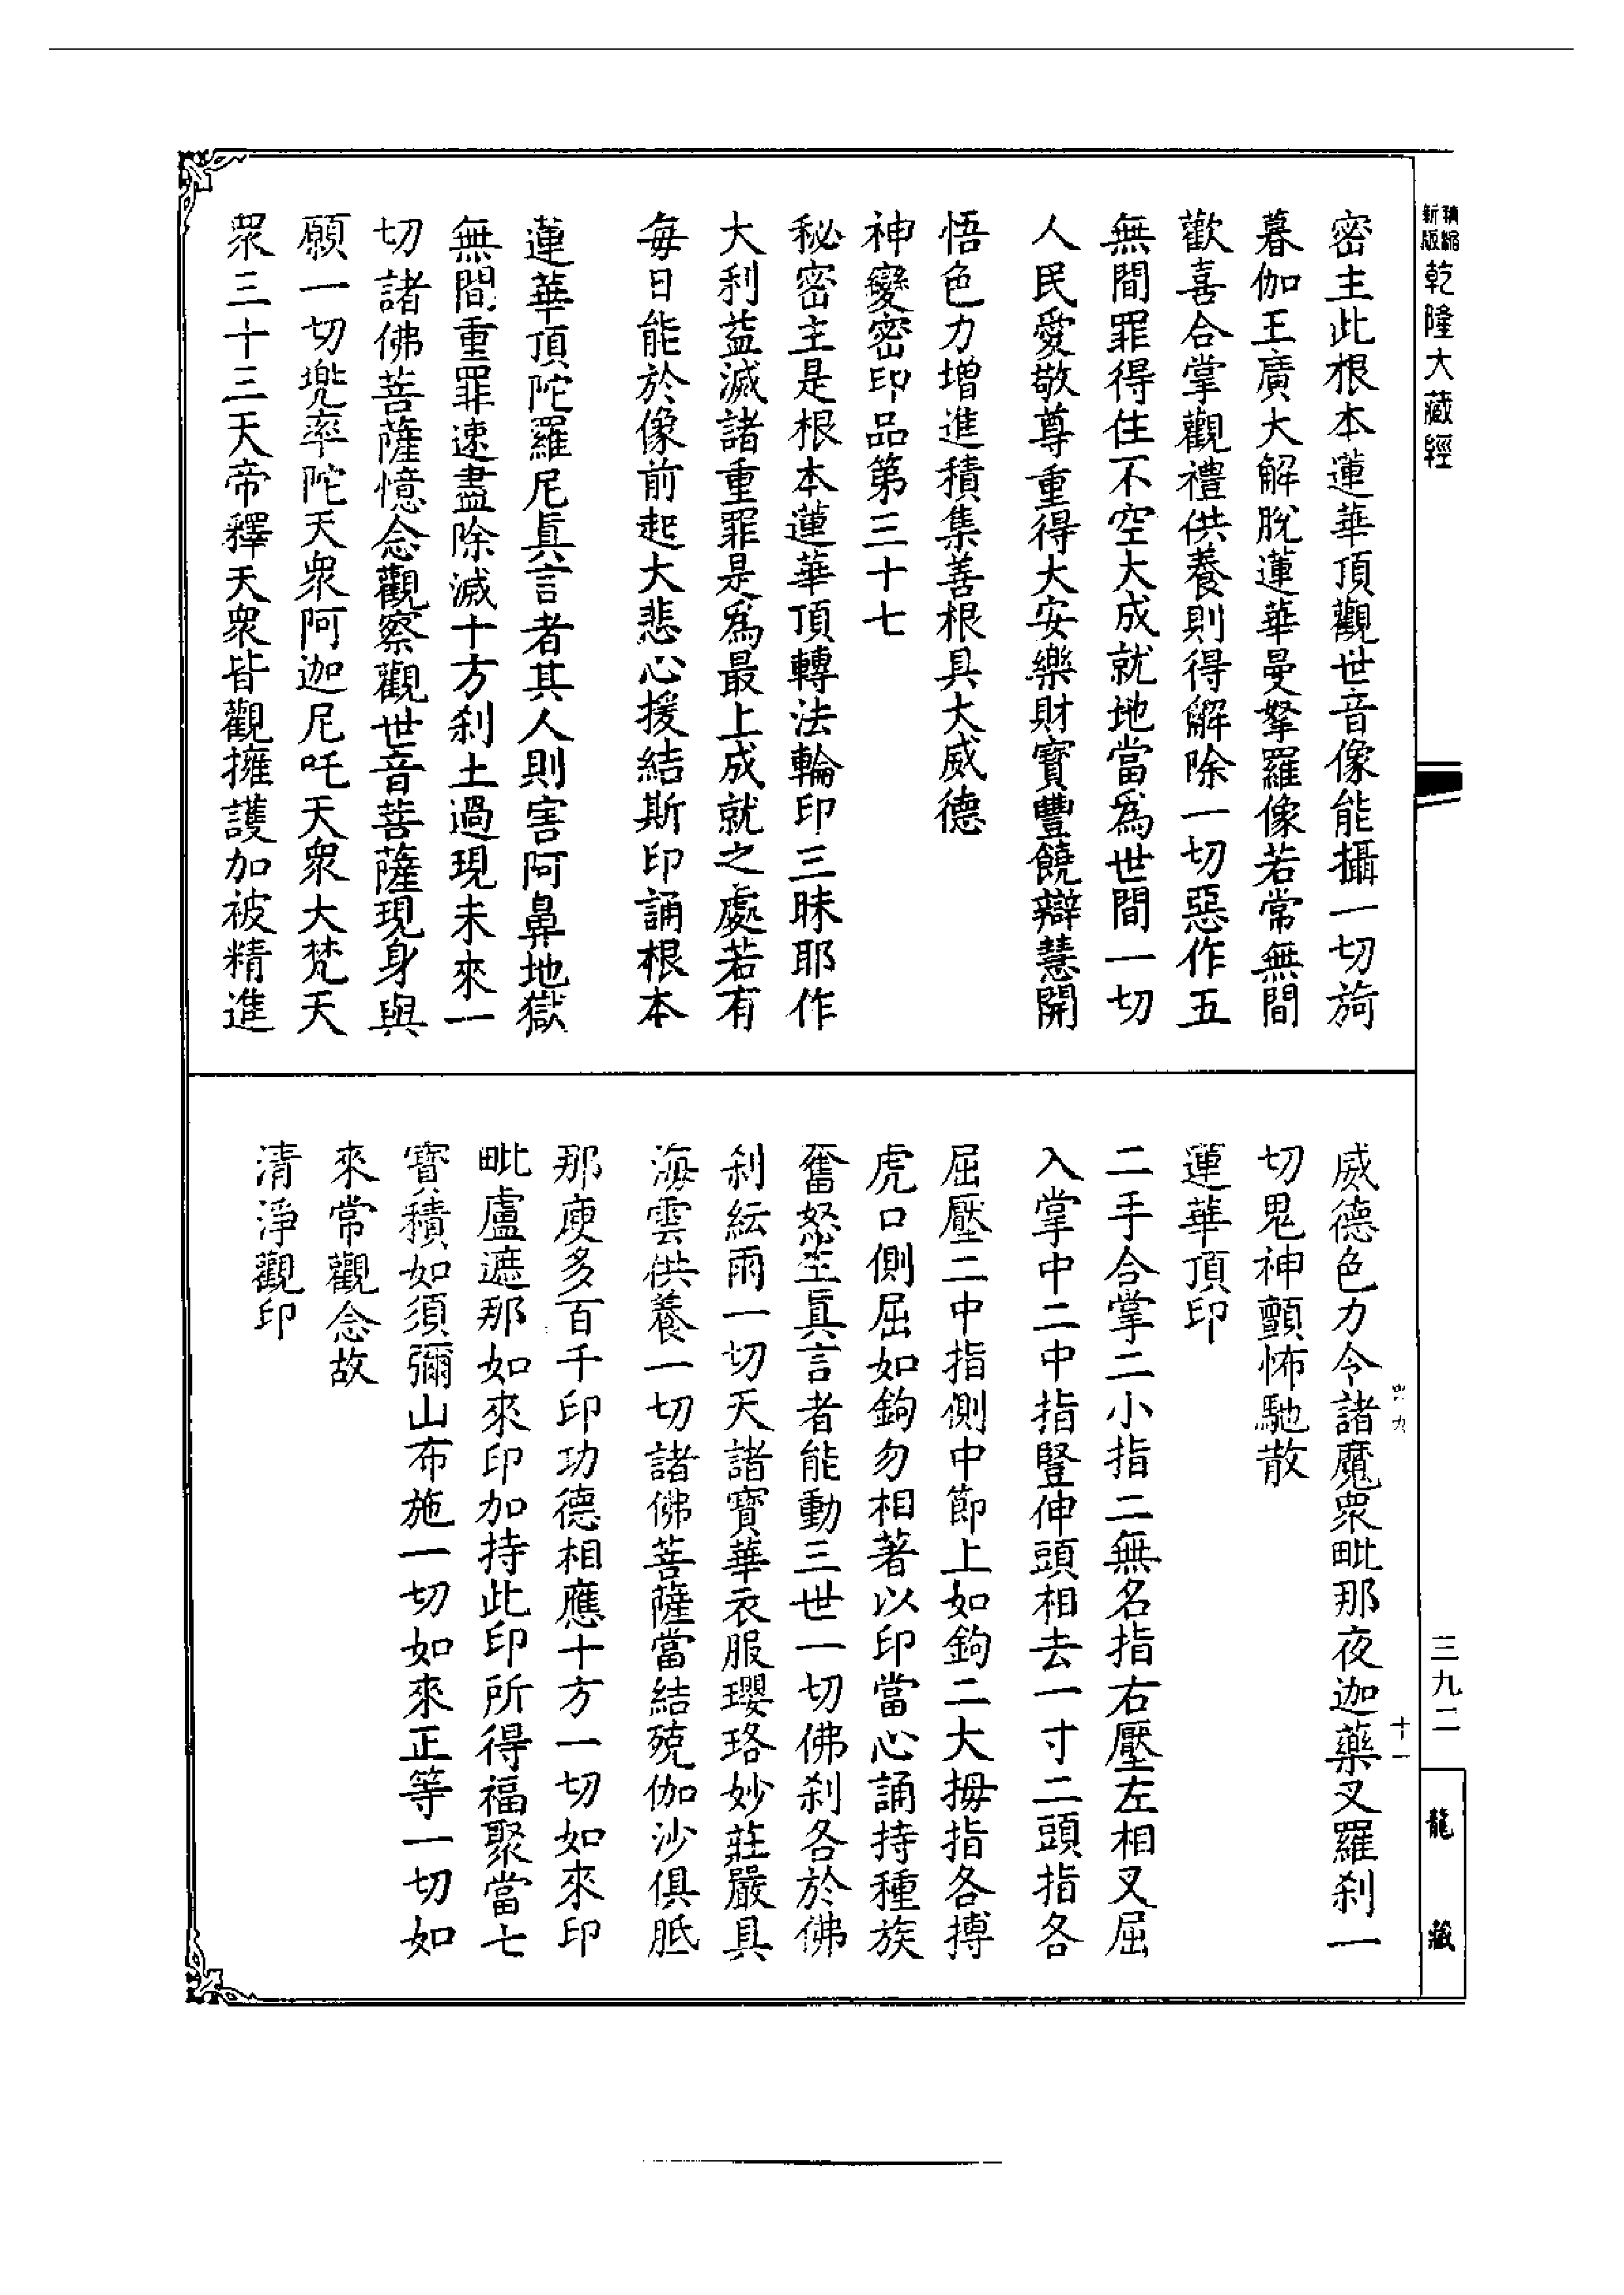 精縮新版
乾隆大藏經
密主此根本蓮華頂觀世音像能攝一切旖
暮伽王廣大解脫蓮華曼拏羅像若常無間
歡喜合掌觀禮供養則得解除一切惡作五
無間罪得住不空大成就地當爲世間一切
人民愛敬尊重得大安樂財寶豐饒辯慧開
悟色力增進積集善根具大威德
神變密印品第三十七
秘密主是根本蓮華頂轉法輪印三昧耶作
大利益滅諸重罪是爲最上成就之處若有
每日能於像前起大悲心援結斯印誦根本
蓮華頂陀羅尼眞言者其人則害阿鼻地獄
無間重罪速盡除滅十方刹土過現未來一
切諸佛菩薩憶念觀察觀世音菩薩現身與
願一切兠率陀天衆阿迦尼吒天衆大梵天
衆三十三天帝釋天衆皆觀擁護加被精進
威德色力令諸魔衆毗那夜迦藥叉羅刹一
切鬼神顫怖馳散
蓮華頂印
二手合掌二小指二無名指右壓左相叉屈
入掌中二中指豎伸頭相去一寸二頭指各
屈壓二中指側中節上如鉤二大拇指各搏
虎口側屈如鉤勿相著以印當心誦持種族
奮怒王眞言者能動三世一切佛刹各於佛
刹紜雨一切天諸寶華衣服瓔珞妙莊嚴具
海雲供養一切諸佛菩薩當結殑伽沙俱胝
那庾多百千印功德相應十方一切如來印
毗盧遮那如來印加持此印所得福聚當七
寶積如須彌山布施一切如來正等一切如
來常觀念故
清淨觀印
十一
三九二
龍藏